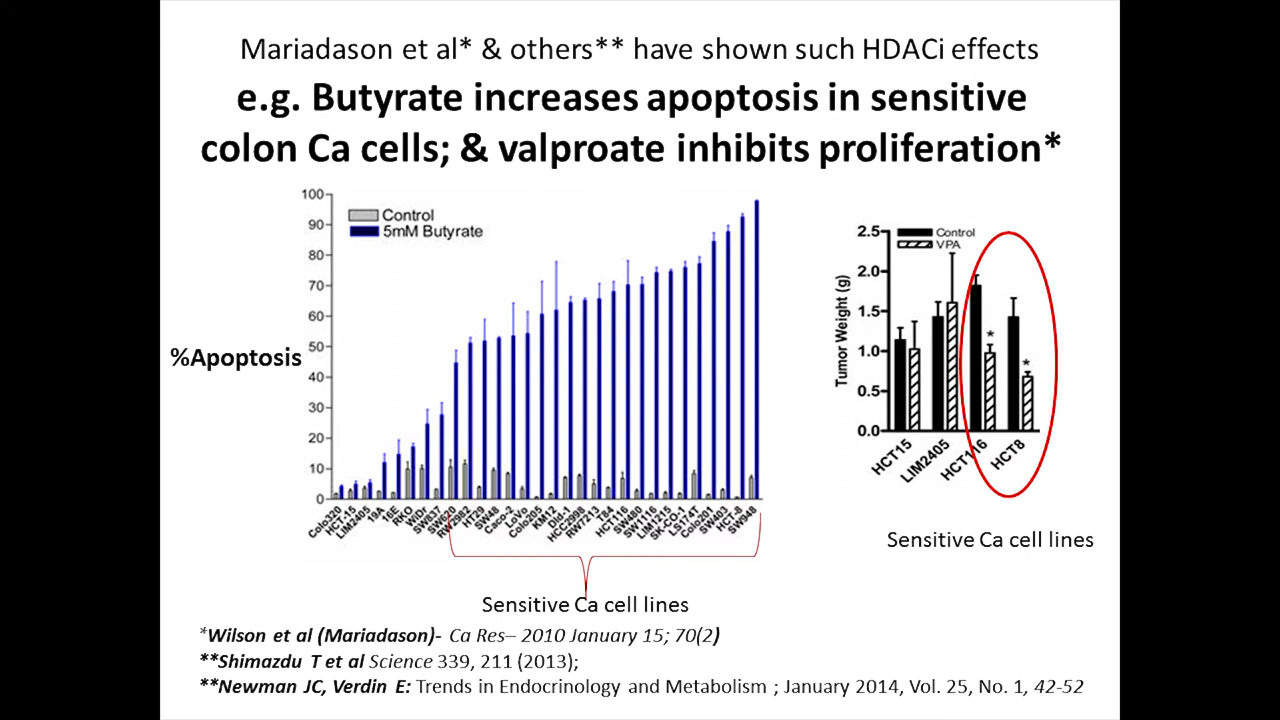 Mariadason et al* & others** have shown such HDACi effects
e.g. Butyrate increases apoptosis in sensitive
colon Ca cells; & valproate inhibits proliferation*
100
90
80
70
60
50
40
30
20
10
0
Control
5mM Butyrate
%Apoptosis
Colo320
HCT-15
LIM2405
19A
16E
RKO
WiDr
SW837
SW620
RW2982
HT29
SW48
Caco-2
LoVo
Colo205
KM12
Dld-1
HCC2998
RW7213
T84
HCT116
SW480
SW1116
LIM1215
SK-CO-1
LS174T
Colo201
SW403
HCT-8
SW948
Sensitive Ca cell lines
2.5
2.0
1.5
1.0
0.5
0.0
Control
VPA
Tumor Weight (g)
*
*
HCT15
LIM2405
HCT116
HCT8
Sensitive Ca cell lines
*Wilson et al (Mariadason)- Ca Res– 2010 January 15; 70(2)
**Shimazdu T et al Science 339, 211 (2013);
**Newman JC, Verdin E: Trends in Endocrinology and Metabolism ; January 2014, Vol. 25, No. 1, 42-52